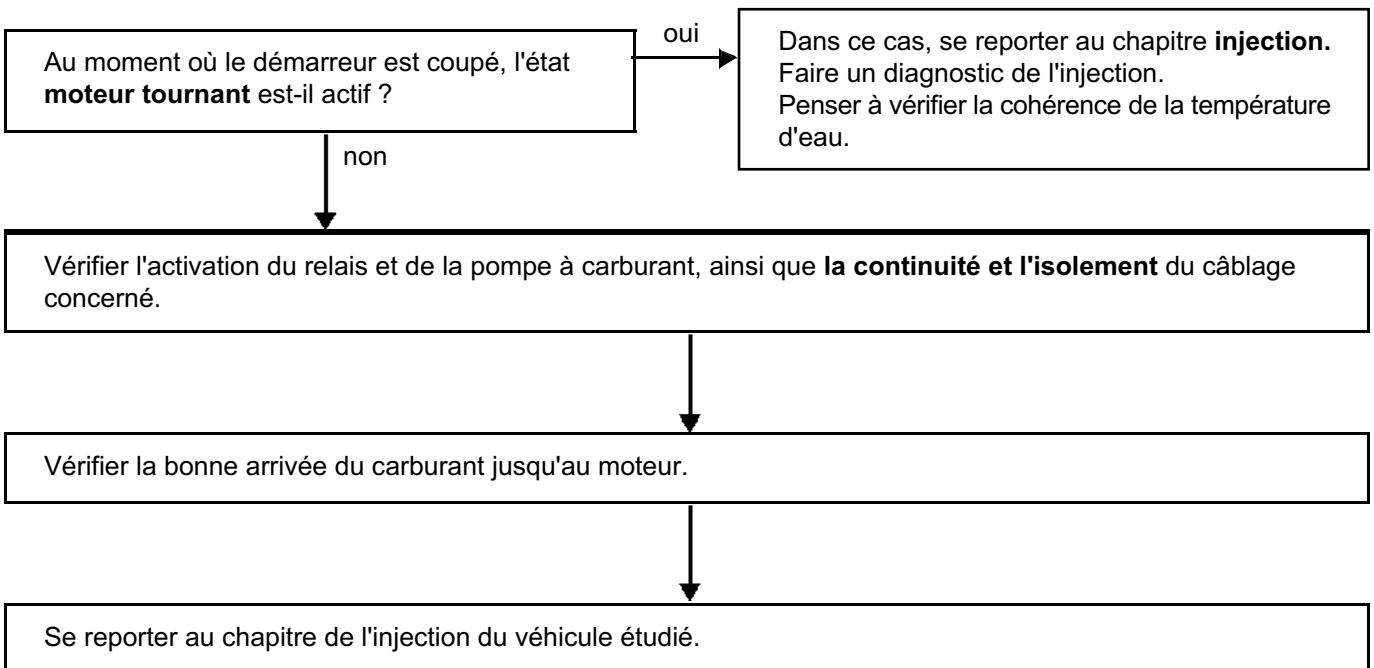 Au moment où le démarreur est coupé, l'état
moteur tournant est-il actif ?
oui
Dans ce cas, se reporter au chapitre injection.
Faire un diagnostic de l'injection.
Penser à vérifier la cohérence de la température
d'eau.
non
Vérifier l'activation du relais et de la pompe à carburant, ainsi que la continuité et l'isolement du câblage
concerné.
Vérifier la bonne arrivée du carburant jusqu'au moteur.
Se reporter au chapitre de l'injection du véhicule étudié.